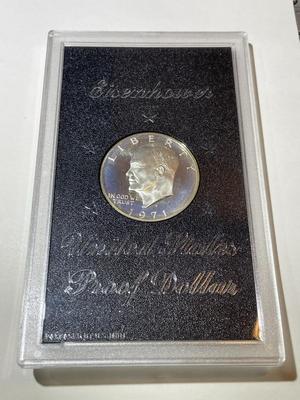 Eisenhower
LIBERTY
IN GOD WE
TRUST
1971
United States
Proof Dollar